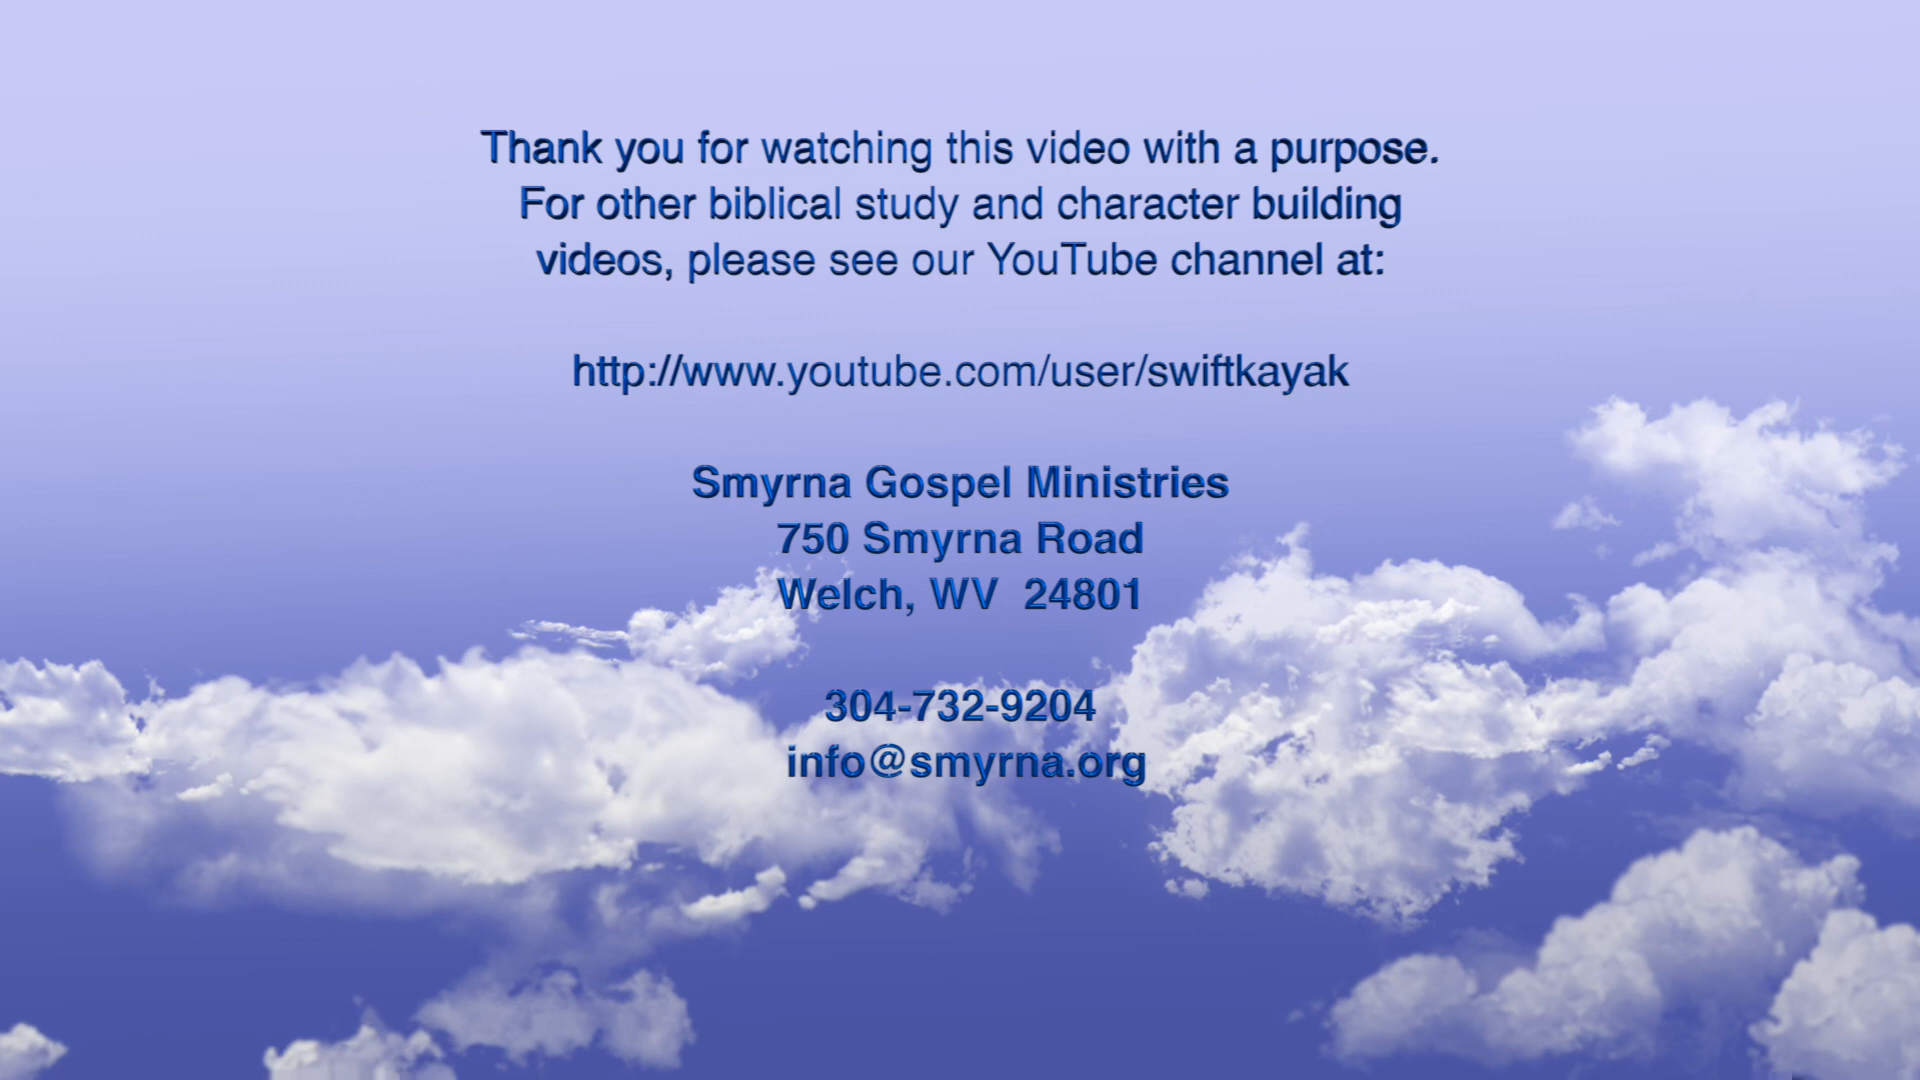 Thank you for watching this video with a purpose.
For other biblical study and character building
videos, please see our YouTube channel at:
http://www.youtube.com/user/swiftkayak
Smyrna Gospel Ministries
750 Smyrna Road
Welch, WV  24801
304-732-9204
info@smyrna.org